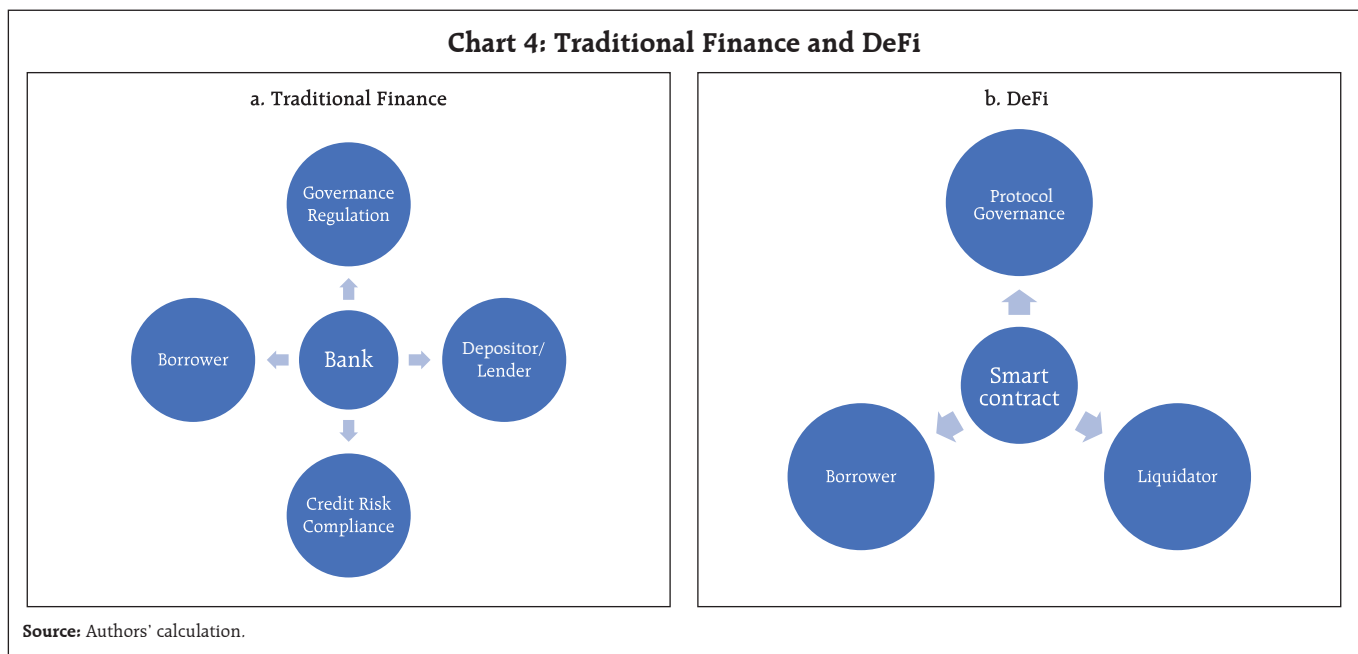 Chart 4: Traditional Finance and DeFi
a. Traditional Finance
Governance
Regulation
Borrower
Bank
Depositor/
Lender
Credit Risk
Compliance
b. DeFi
Protocol
Governance
Smart
contract
Borrower
Liquidator
Source: Authors' calculation.